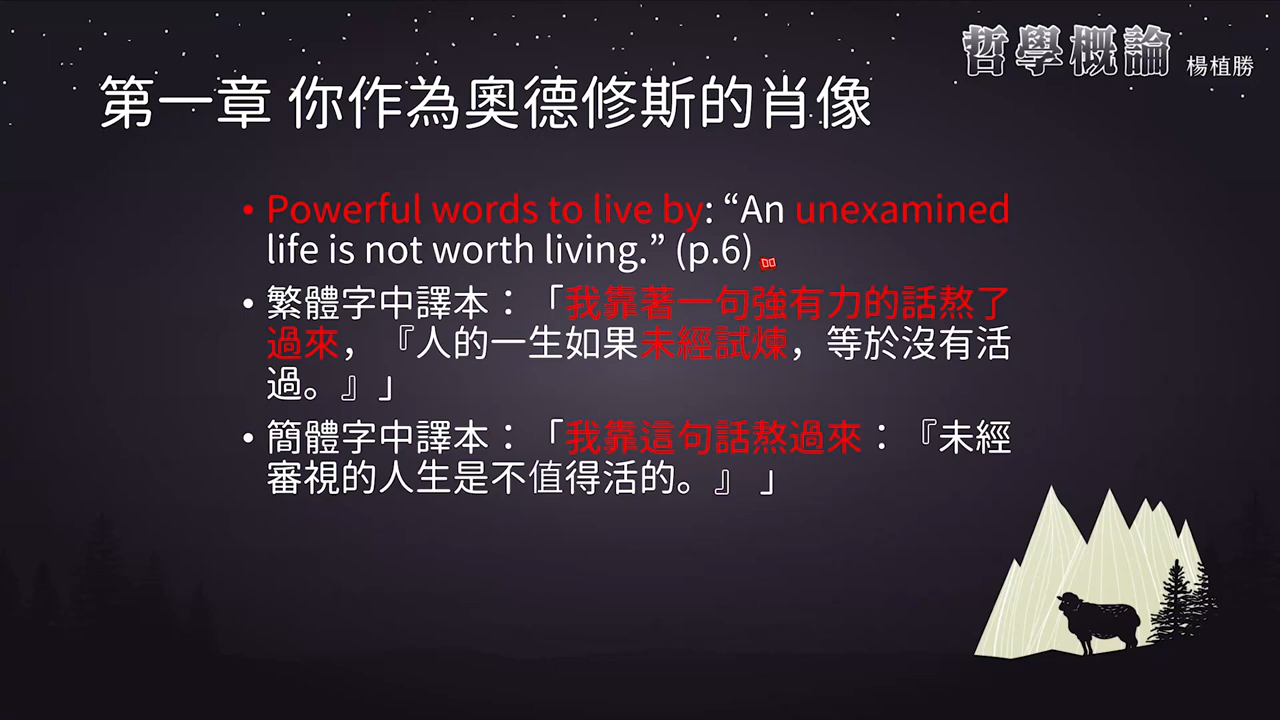 哲學概論 楊植勝
第一章 你作為奧德修斯的肖像
• Powerful words to live by: “An unexamined
life is not worth living.” (p.6)
• 繁體字中譯本：「我靠著一句強有力的話熬了
過來，『人的一生如果未經試煉，等於沒有活
過。』」
• 簡體字中譯本：「我靠這句話熬過來：『未經
審視的人生是不值得活的。』 」